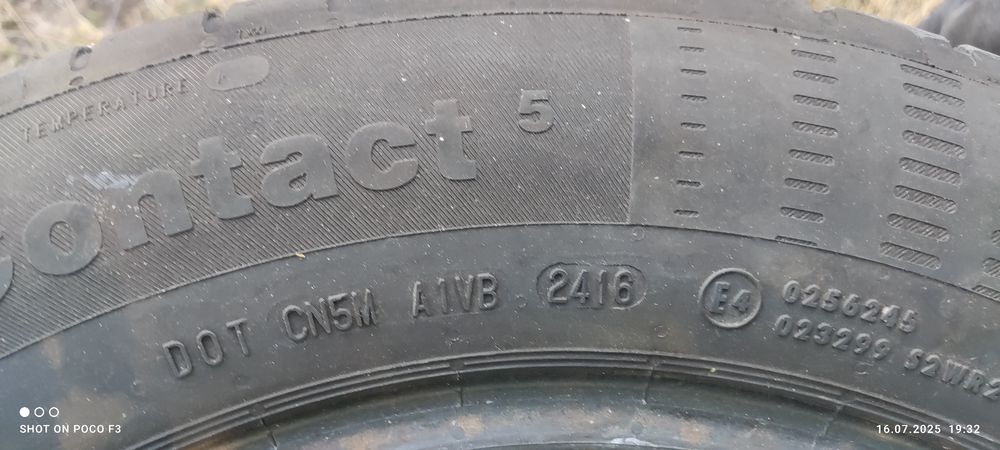 TEMPERATURE A
Contact 5
DOT CN5M A1VB 2416 E4 0256245
023299 S2WR2
SHOT ON POCO F3
16.07.2025 19:32